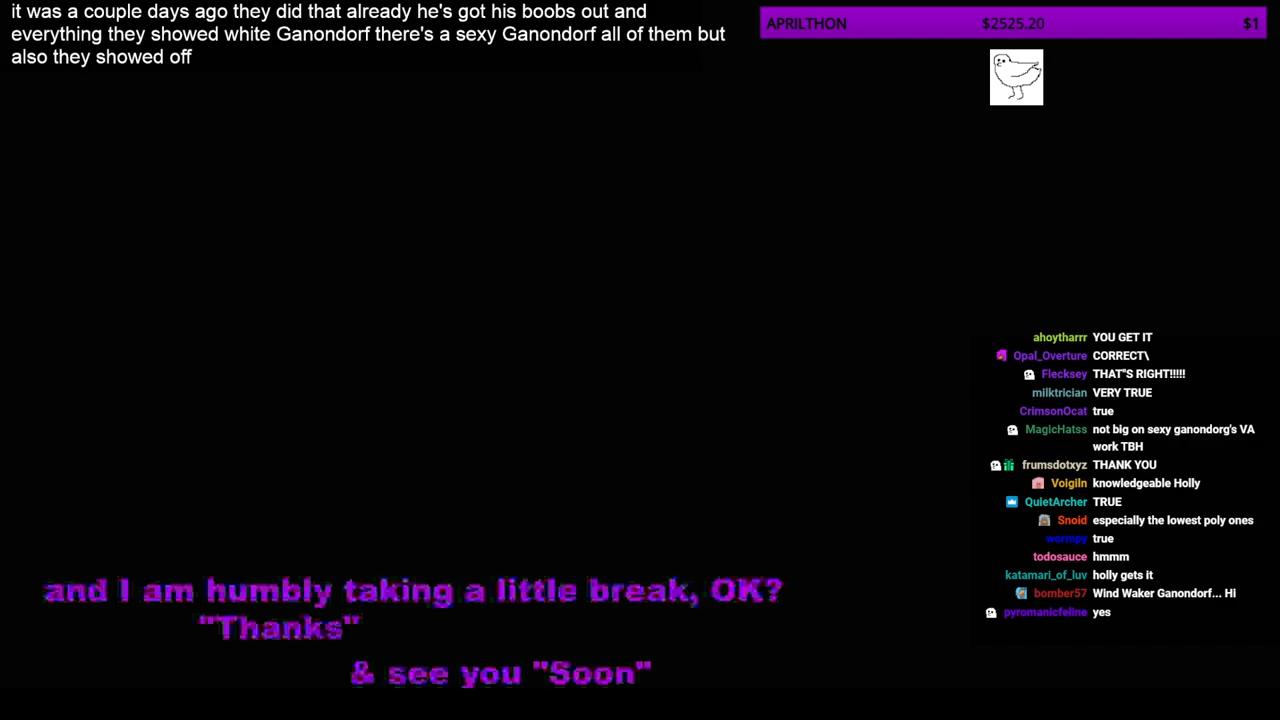 it was a couple days ago they did that already he's got his boobs out and
everything they showed white Ganondorf there's a sexy Ganondorf all of them but
also they showed off
APRILTHON $2525.20 $1
ahoytharrr YOU GET IT
Opal_Overture CORRECT\
Flecksey THAT"S RIGHT!!!!!
milktrician VERY TRUE
CrimsonOcat true
MagicHatss not big on sexy ganondorg's VA
work TBH
frumsdotxyz THANK YOU
Voigiln knowledgeable Holly
QuietArcher TRUE
Snoid especially the lowest poly ones
wormpy true
todosauce hmmm
katamari_of_luv holly gets it
bomber57 Wind Waker Ganondorf... Hi
pyromanicfeline yes
and I am humbly taking a little break, OK?
"Thanks"
& see you "Soon"